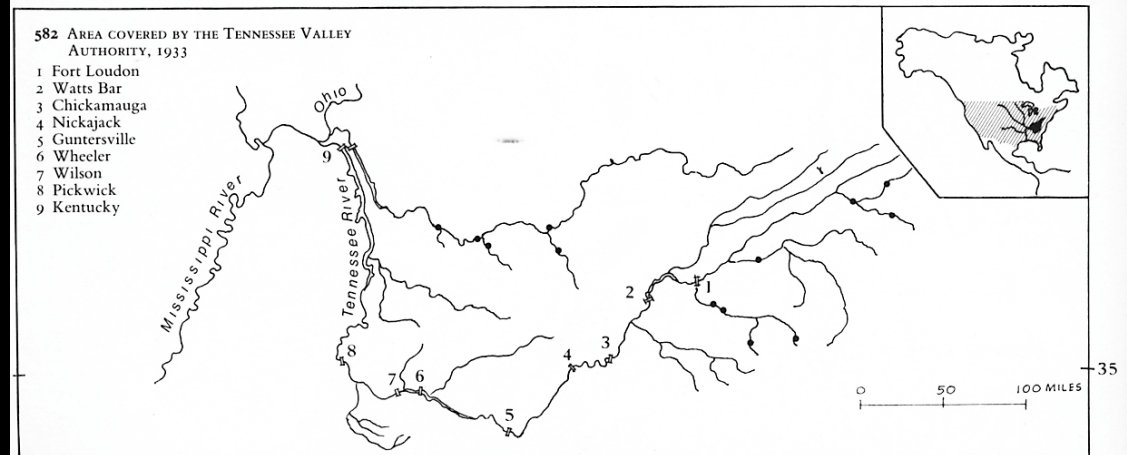 582 AREA COVERED BY THE TENNESSEE VALLEY
AUTHORITY, 1933
1 Fort Loudon
2 Watts Bar
3 Chickamauga
4 Nickajack
5 Guntersville
6 Wheeler
7 Wilson
8 Pickwick
9 Kentucky
Ohio
9
Mississippi River
Tennessee River
1
2
3
4
8
7
6
5
35
0 50 100 MILES